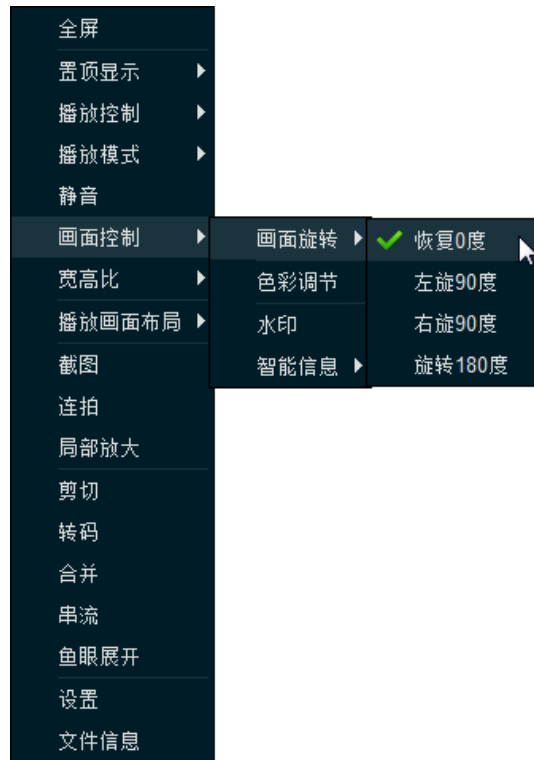 全屏
置顶显示
播放控制
播放模式
静音
画面控制
宽高比
播放画面布局
截图
连拍
局部放大
剪切
转码
合并
串流
鱼眼展开
设置
文件信息
画面旋转
色彩调节
水印
智能信息
恢复0度
左旋90度
右旋90度
旋转180度